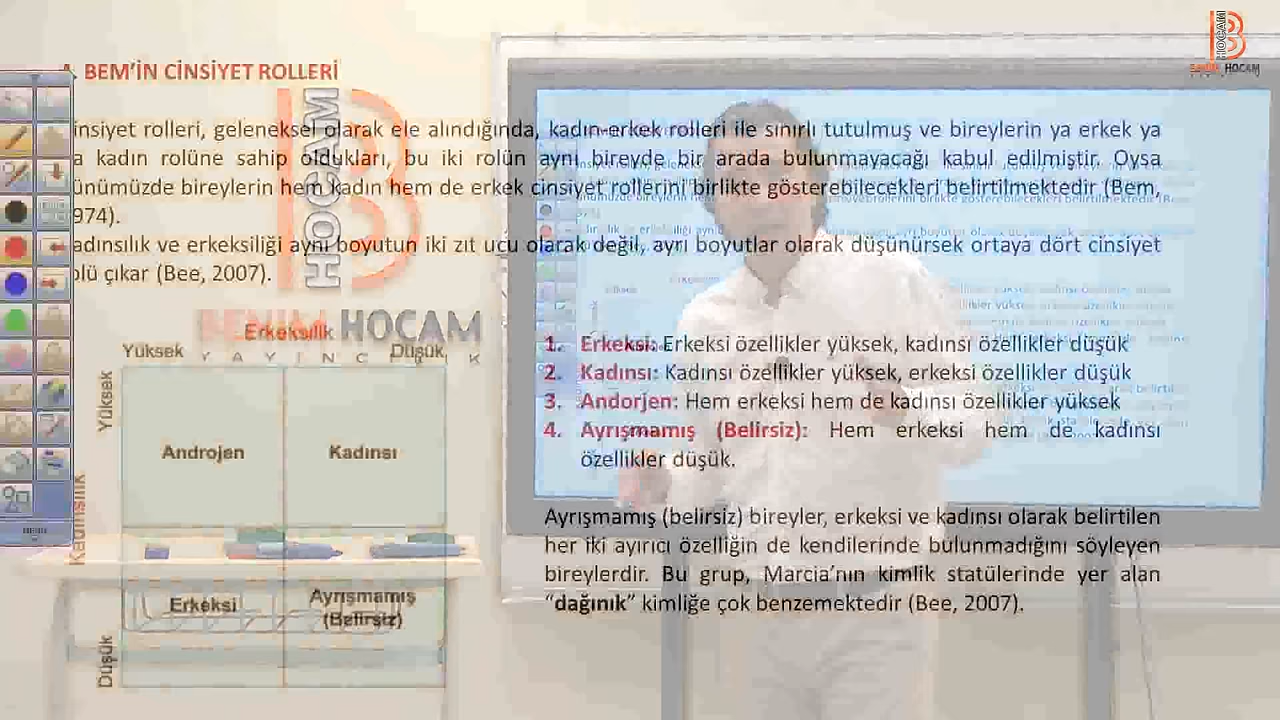 BEM'İN CİNSİYET ROLLERİ
insiyet rolleri, geleneksel olarak ele alındığında, kadın-erkek rolleri ile sınırlı tutulmuş ve bireylerin ya erkek ya
a kadın rolüne sahip oldukları, bu iki rolün aynı bireyde bir arada bulunmayacağı kabul edilmiştir. Oysa
ünümüzde bireylerin hem kadın hem de erkek cinsiyet rollerini birlikte gösterebilecekleri belirtilmektedir (Bem,
974).
adınsılık ve erkeksiliği aynı boyutun iki zıt ucu olarak değil, ayrı boyutlar olarak düşünürsek ortaya dört cinsiyet
olü çıkar (Bee, 2007).
B HOCAM
BENİM HOCAM
YAYINCILIK
Erkeksilik
Yüksek Düşük
Yüksek
Kadınsılık
Düşük
Androjen Kadınsı
Erkeksi Ayrışmamış
(Belirsiz)
1. Erkeksi: Erkeksi özellikler yüksek, kadınsı özellikler düşük
2. Kadınsı: Kadınsı özellikler yüksek, erkeksi özellikler düşük
3. Andorjen: Hem erkeksi hem de kadınsı özellikler yüksek
4. Ayrışmamış (Belirsiz): Hem erkeksi hem de kadınsı
özellikler düşük.
Ayrışmamış (belirsiz) bireyler, erkeksi ve kadınsı olarak belirtilen
her iki ayırıcı özelliğin de kendilerinde bulunmadığını söyleyen
bireylerdir. Bu grup, Marcia'nın kimlik statülerinde yer alan
"dağınık" kimliğe çok benzemektedir (Bee, 2007).
B HOCAM
BENİM HOCAM